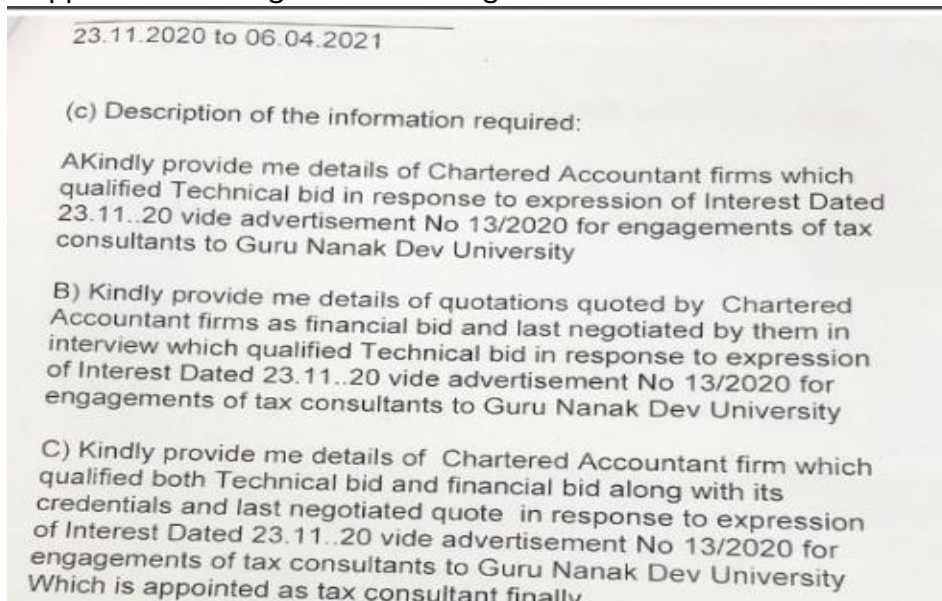 23.11.2020 to 06.04.2021
(c) Description of the information required:
AKindly provide me details of Chartered Accountant firms which
qualified Technical bid in response to expression of Interest Dated
23.11..20 vide advertisement No 13/2020 for engagements of tax
consultants to Guru Nanak Dev University
B) Kindly provide me details of quotations quoted by Chartered
Accountant firms as financial bid and last negotiated by them in
interview which qualified Technical bid in response to expression
of Interest Dated 23.11..20 vide advertisement No 13/2020 for
engagements of tax consultants to Guru Nanak Dev University
C) Kindly provide me details of Chartered Accountant firm which
qualified both Technical bid and financial bid along with its
credentials and last negotiated quote in response to expression
of Interest Dated 23.11..20 vide advertisement No 13/2020 for
engagements of tax consultants to Guru Nanak Dev University
Which is appointed as tax consultant finally